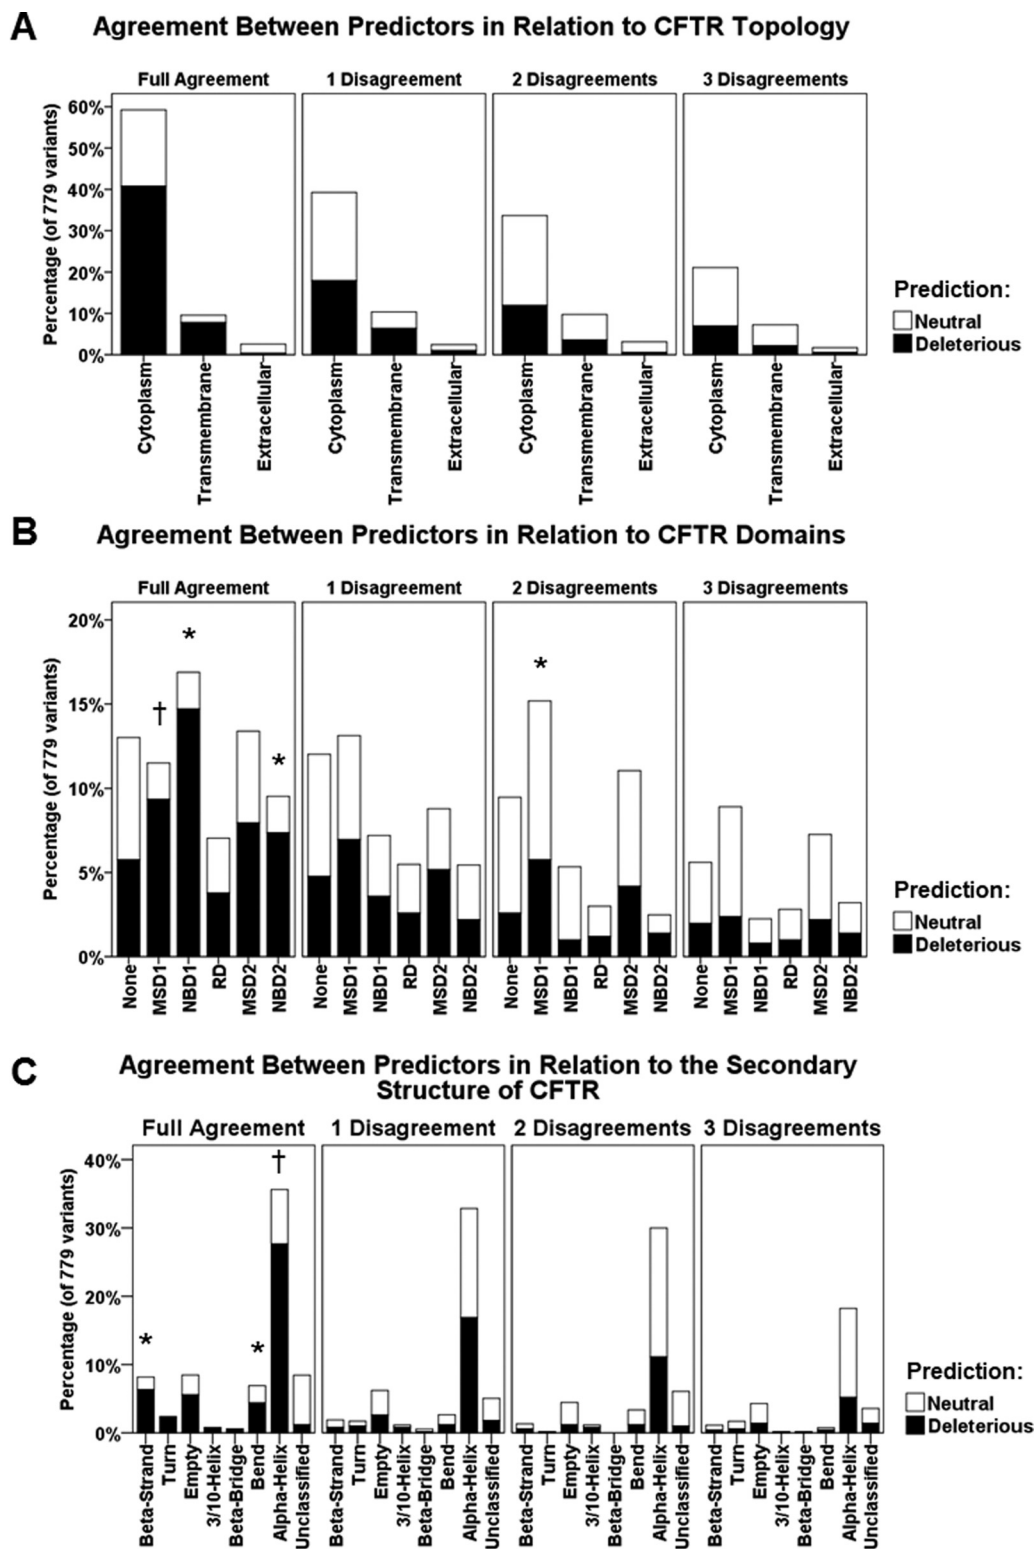 A
Agreement Between Predictors in Relation to CFTR Topology
Full Agreement 1 Disagreement 2 Disagreements 3 Disagreements
Percentage (of 779 variants)
60%
50%
40%
30%
20%
10%
0%
Cytoplasm Transmembrane Extracellular Cytoplasm Transmembrane Extracellular Cytoplasm Transmembrane Extracellular Cytoplasm Transmembrane Extracellular
Prediction:
Neutral
Deleterious
B
Agreement Between Predictors in Relation to CFTR Domains
Full Agreement 1 Disagreement 2 Disagreements 3 Disagreements
Percentage (of 779 variants)
20%
15%
10%
5%
0%
† * * *
None MSD1 NBD1 RD MSD2 NBD2 None MSD1 NBD1 RD MSD2 NBD2 None MSD1 NBD1 RD MSD2 NBD2 None MSD1 NBD1 RD MSD2 NBD2
Prediction:
Neutral
Deleterious
C
Agreement Between Predictors in Relation to the Secondary
Structure of CFTR
Full Agreement 1 Disagreement 2 Disagreements 3 Disagreements
Percentage (of 779 variants)
40%
30%
20%
10%
0%
* * †
Beta-Strand Turn Empty 3/10-Helix Beta-Bridge Bend Alpha-Helix Unclassified Beta-Strand Turn Empty 3/10-Helix Beta-Bridge Bend Alpha-Helix Unclassified Beta-Strand Turn Empty 3/10-Helix Beta-Bridge Bend Alpha-Helix Unclassified Beta-Strand Turn Empty 3/10-Helix Beta-Bridge Bend Alpha-Helix Unclassified
Prediction:
Neutral
Deleterious